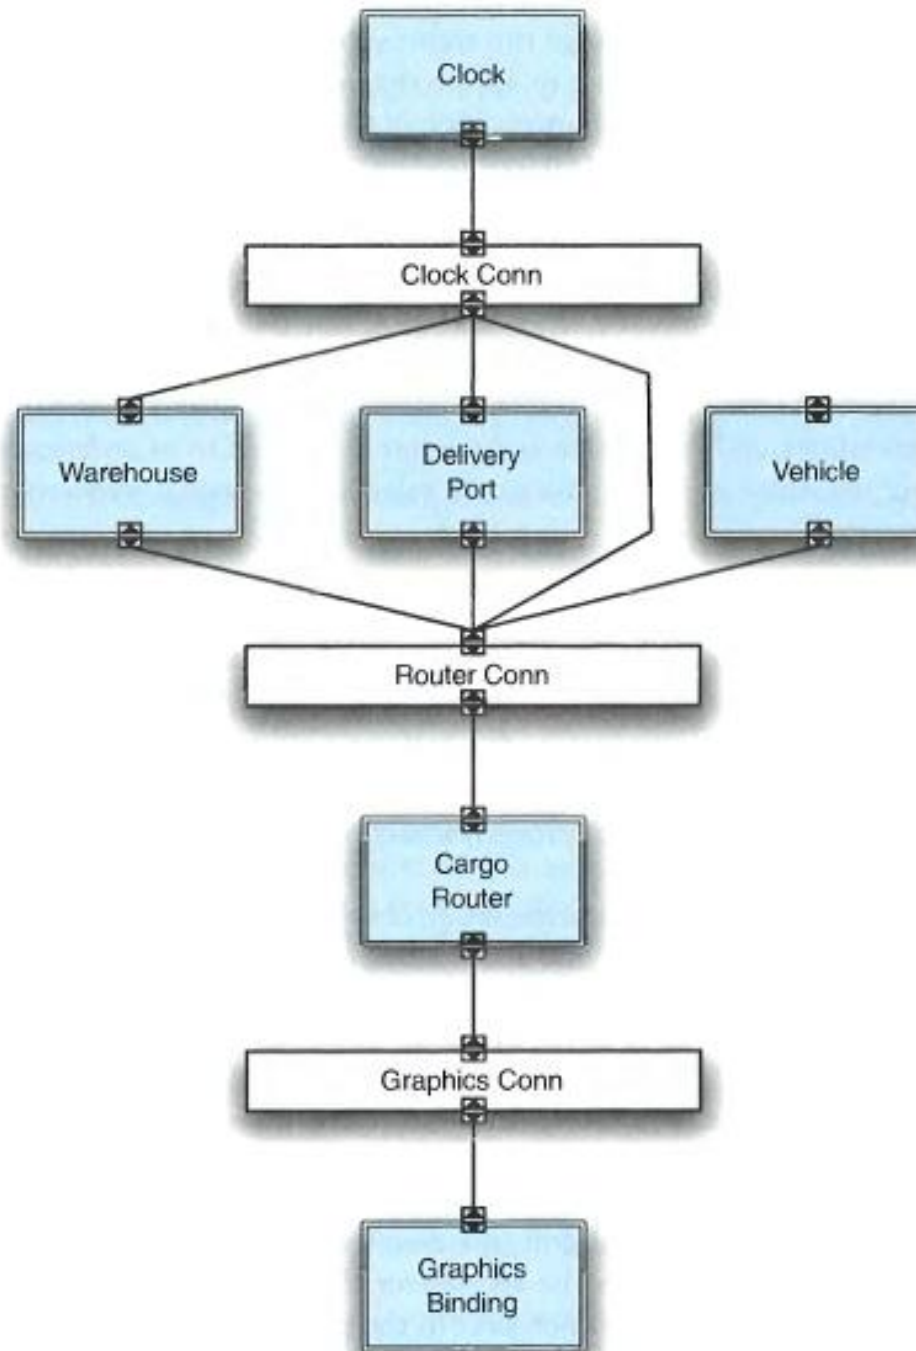 Clock
Clock Conn
Warehouse
Delivery
Port
Vehicle
Router Conn
Cargo
Router
Graphics Conn
Graphics
Binding